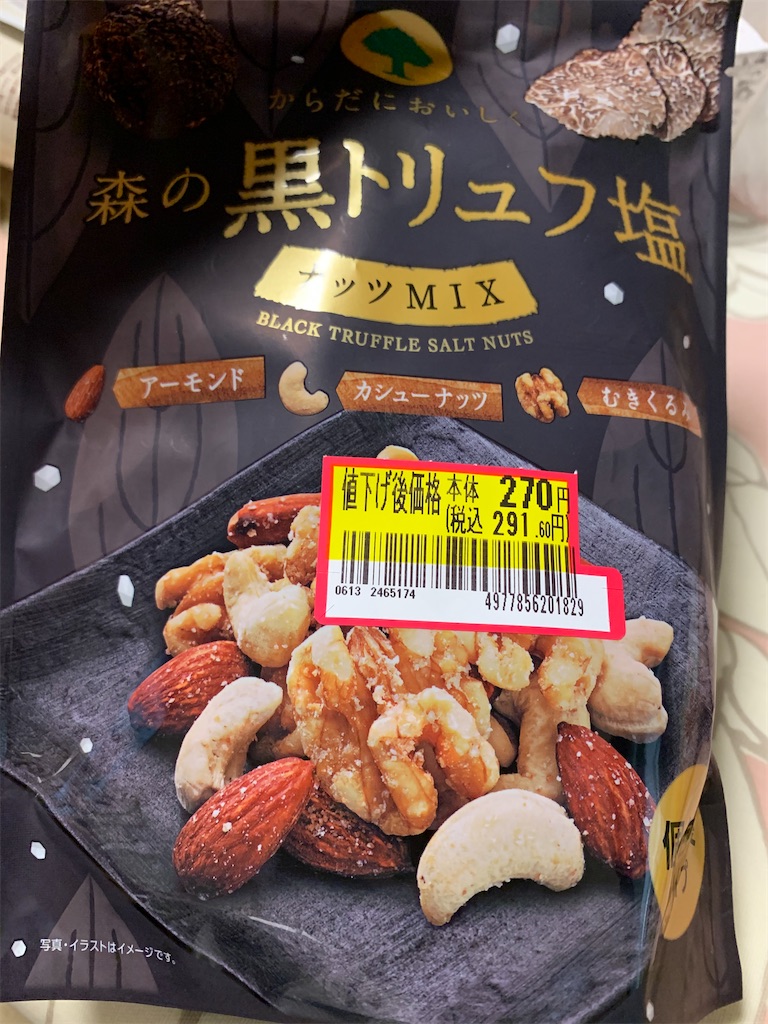 からだにおいしく
森の黒トリュフ塩
ナッツMIX
BLACK TRUFFLE SALT NUTS
アーモンド
カシューナッツ
むきくるみ
値下げ後価格 本体 270円
(税込 291.60円)
0613 2465174
4977856201829
写真・イラストはイメージです。